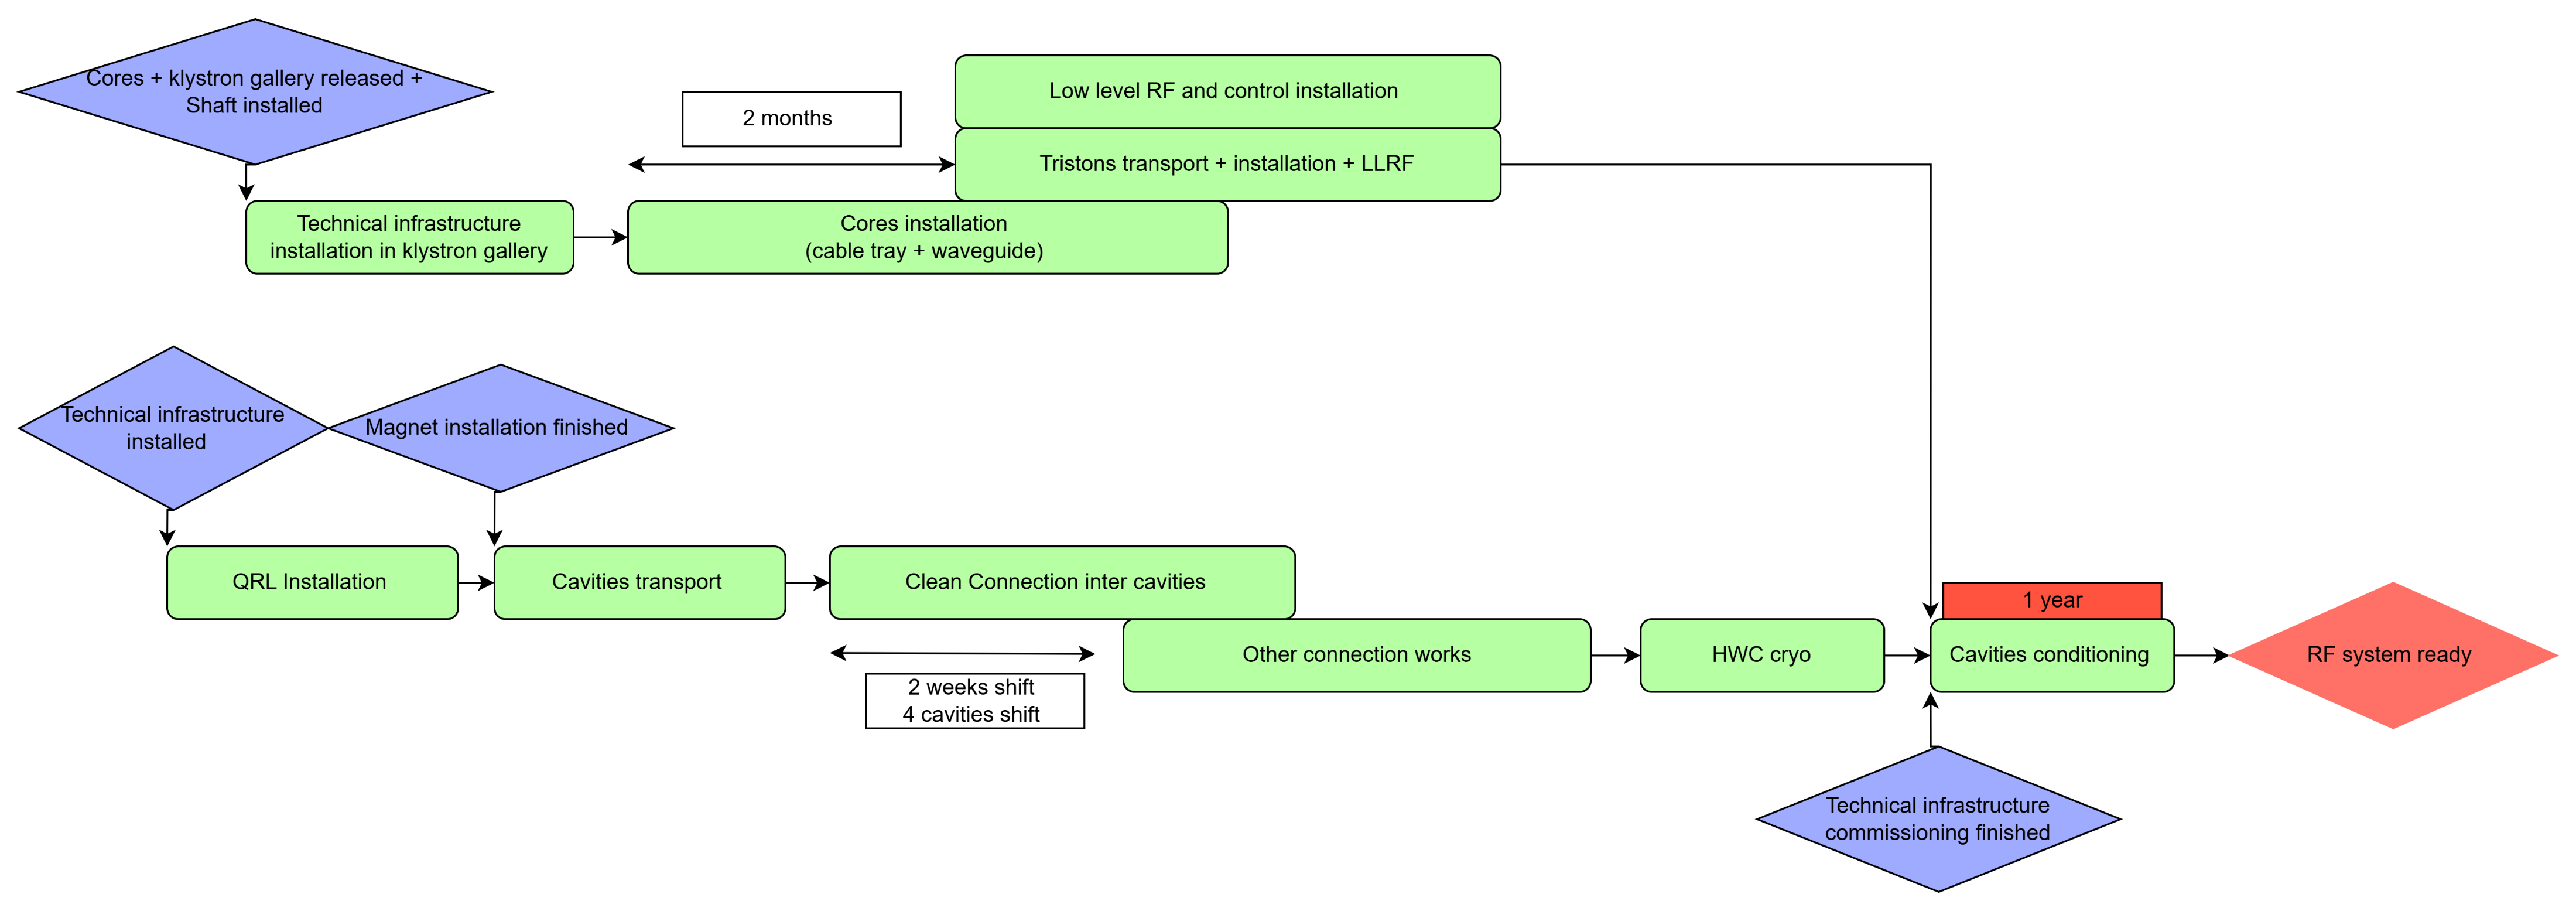 Cores + klystron gallery released +
Shaft installed
Low level RF and control installation
2 months
Tristons transport + installation + LLRF
Technical infrastructure
installation in klystron gallery
Cores installation
(cable tray + waveguide)
Technical infrastructure
installed
Magnet installation finished
QRL Installation
Cavities transport
Clean Connection inter cavities
1 year
Other connection works
HWC cryo
Cavities conditioning
RF system ready
2 weeks shift
4 cavities shift
Technical infrastructure
commissioning finished